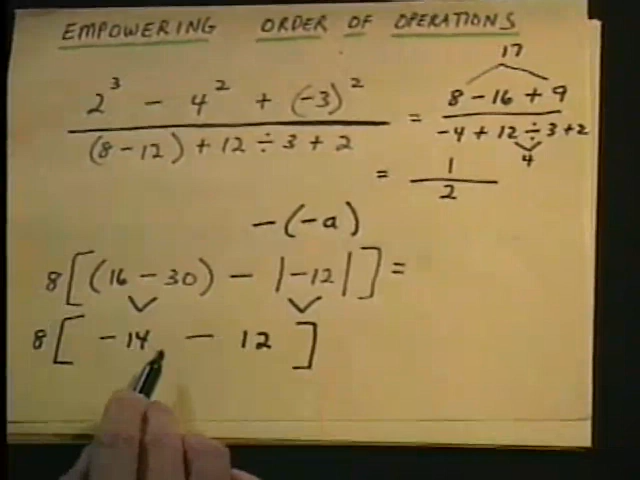 EMPOWERING ORDER OF OPERATIONS
17
2³ - 4² + (-3)² = 8 - 16 + 9
(8 - 12) + 12 ÷ 3 + 2 -4 + 12 ÷ 3 + 2
4
= 1
2
-(-a)
8[(16 - 30) - |-12|] =
8[ -14 - 12 ]